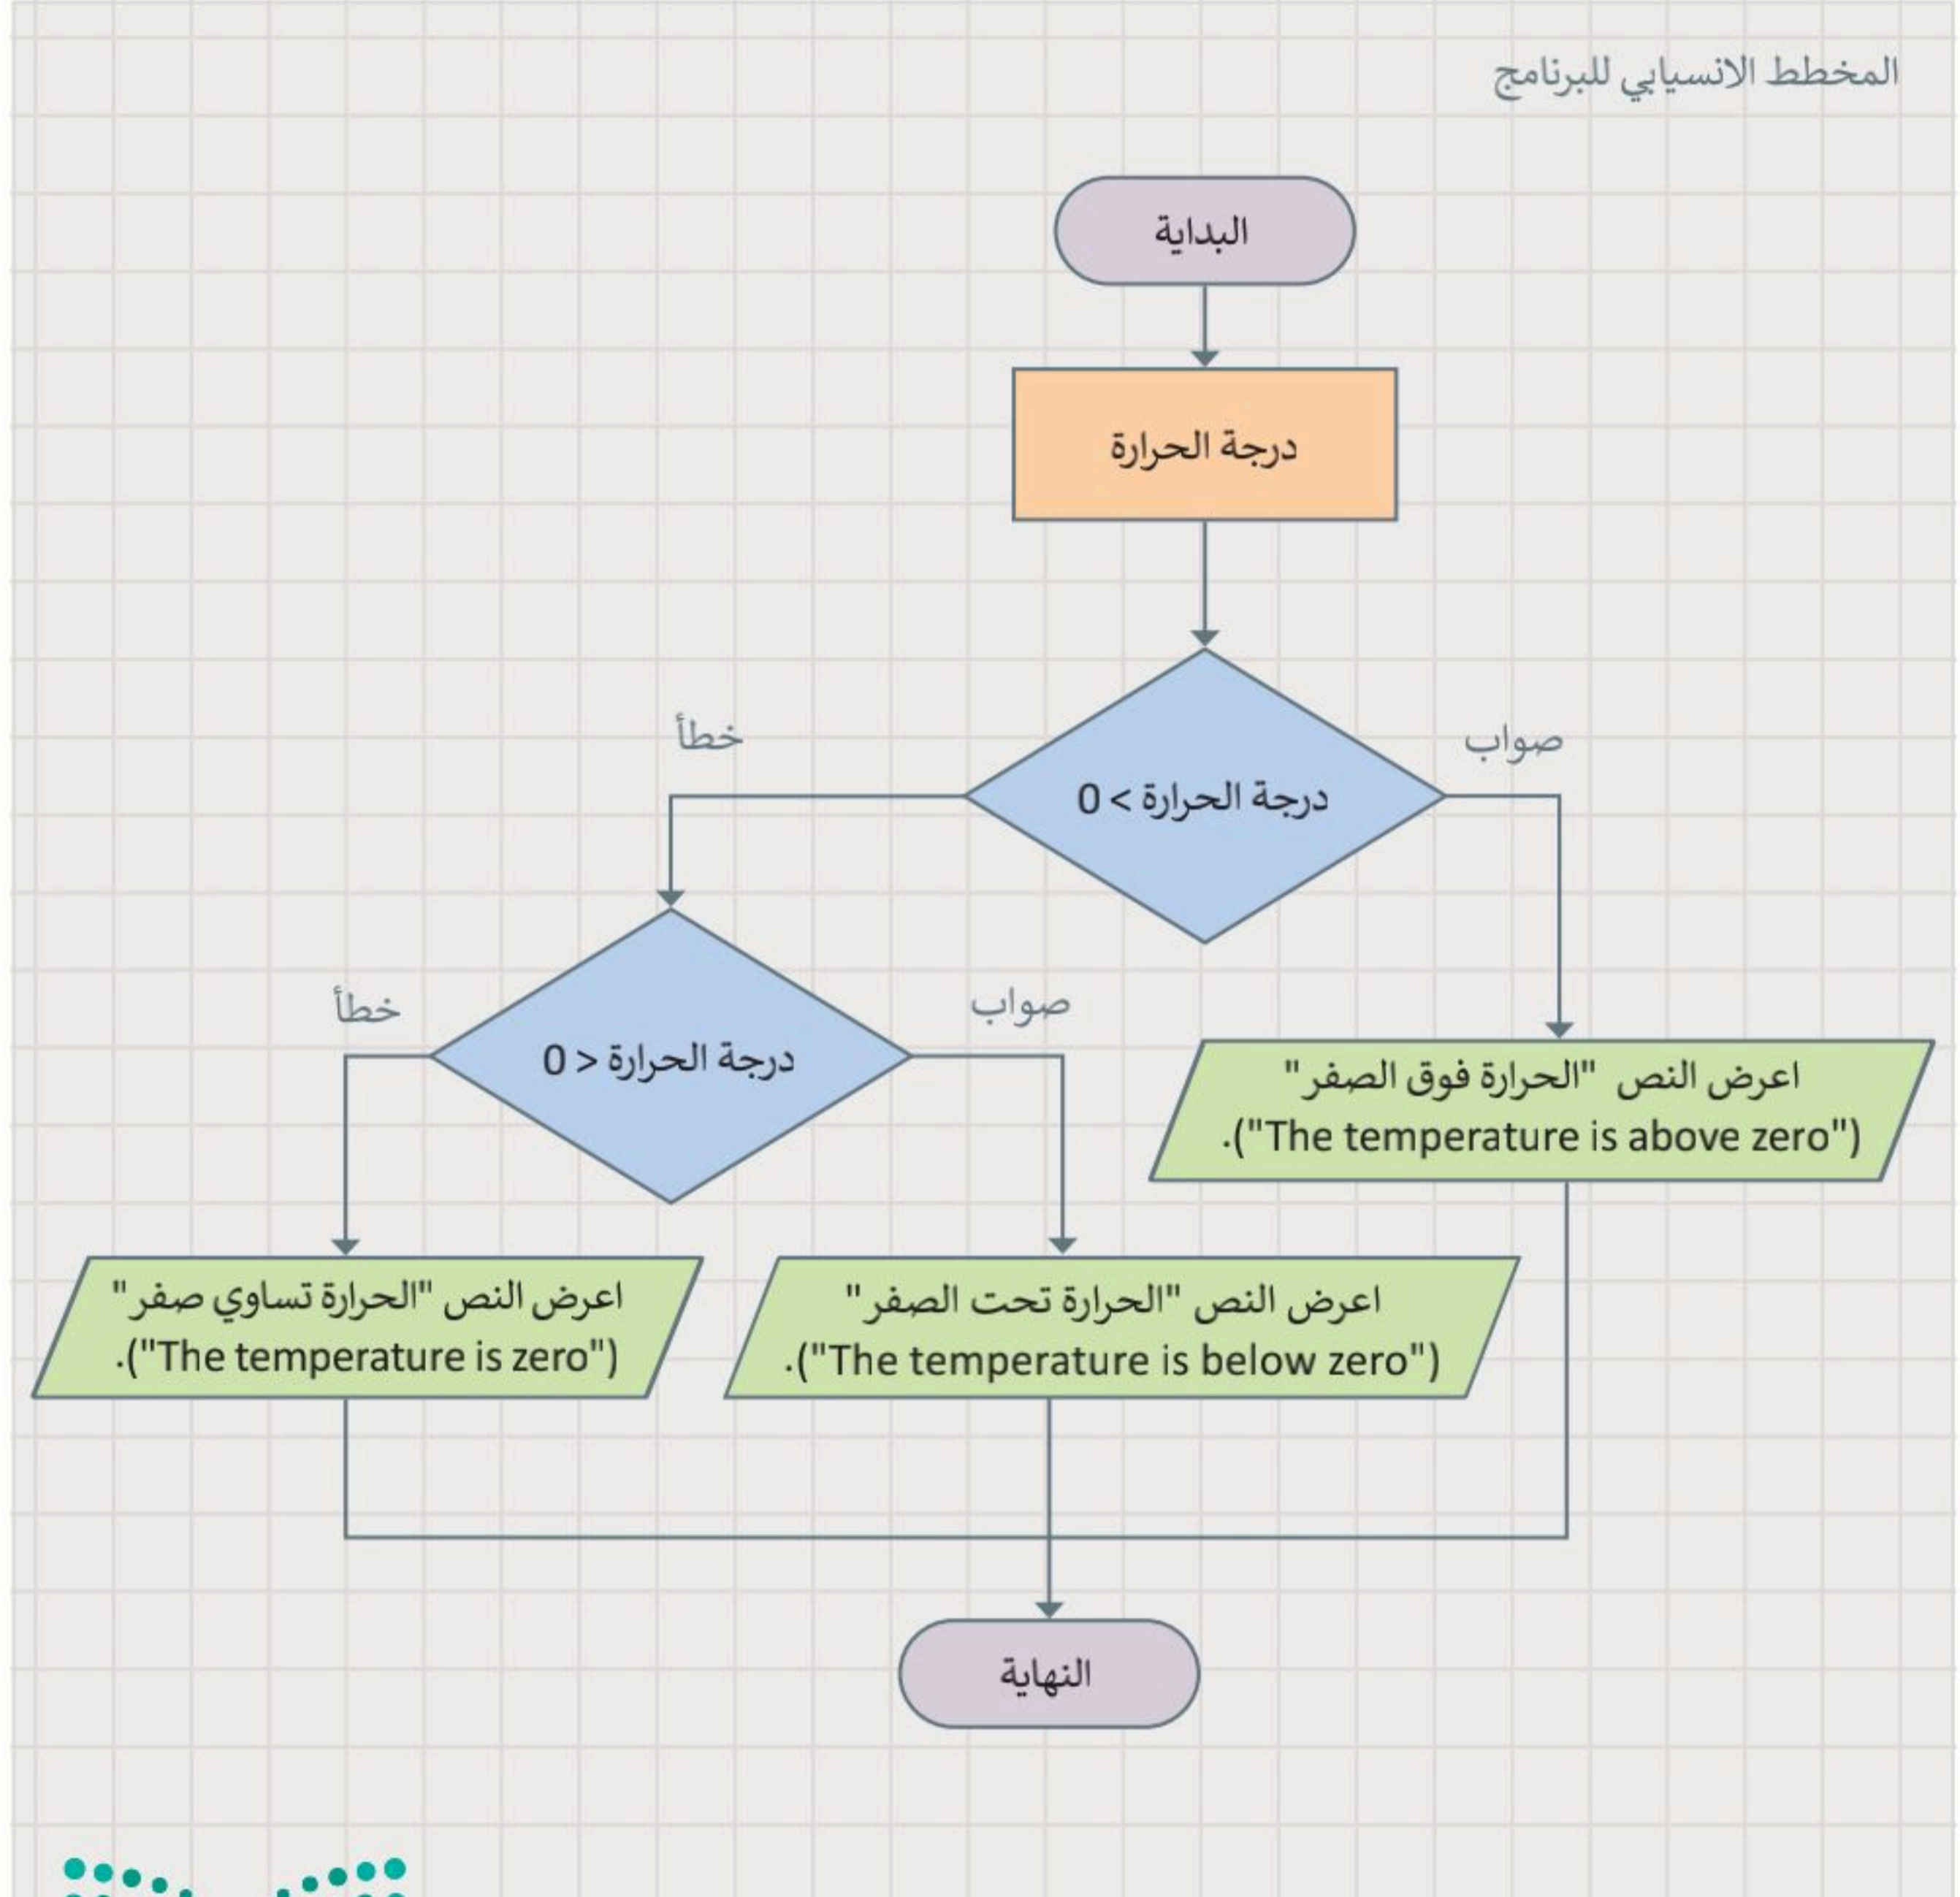 المخطط الانسيابي للبرنامج
البداية
درجة الحرارة
درجة الحرارة > 0
صواب
خطأ
اعرض النص "الحرارة فوق الصفر"
("The temperature is above zero").
درجة الحرارة < 0
صواب
خطأ
اعرض النص "الحرارة تحت الصفر"
("The temperature is below zero").
اعرض النص "الحرارة تساوي صفر"
("The temperature is zero").
النهاية